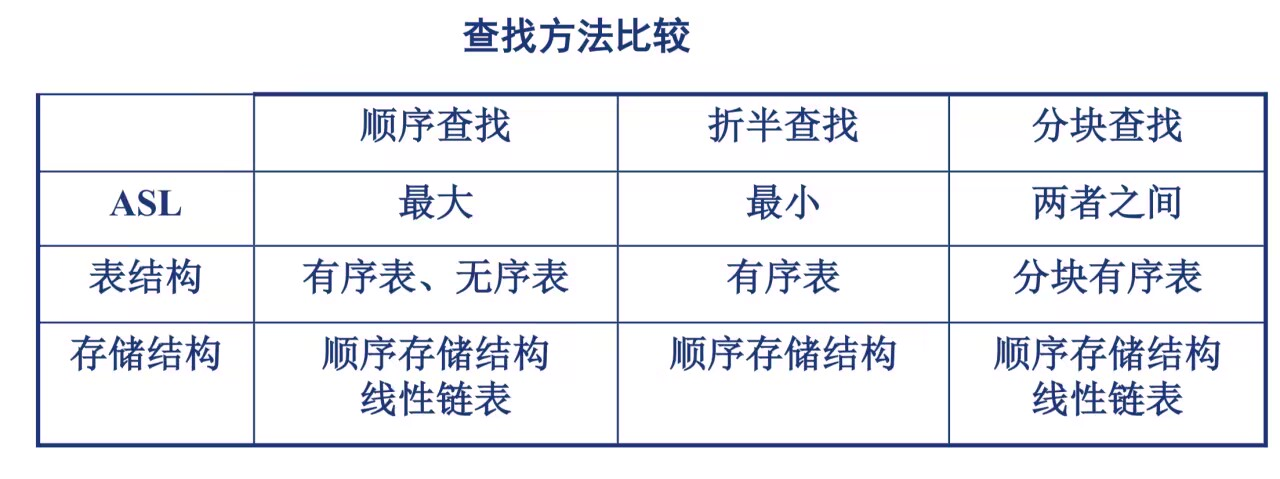 查找方法比较
顺序查找 折半查找 分块查找
ASL 最大 最小 两者之间
表结构 有序表、无序表 有序表 分块有序表
存储结构 顺序存储结构 顺序存储结构 顺序存储结构
线性链表 线性链表